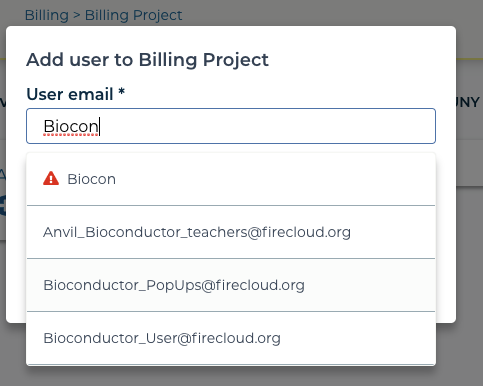 Billing > Billing Project
Add user to Billing Project
User email *
Biocon
Biocon
Anvil_Bioconductor_teachers@firecloud.org
Bioconductor_PopUps@firecloud.org
Bioconductor_User@firecloud.org
UNY